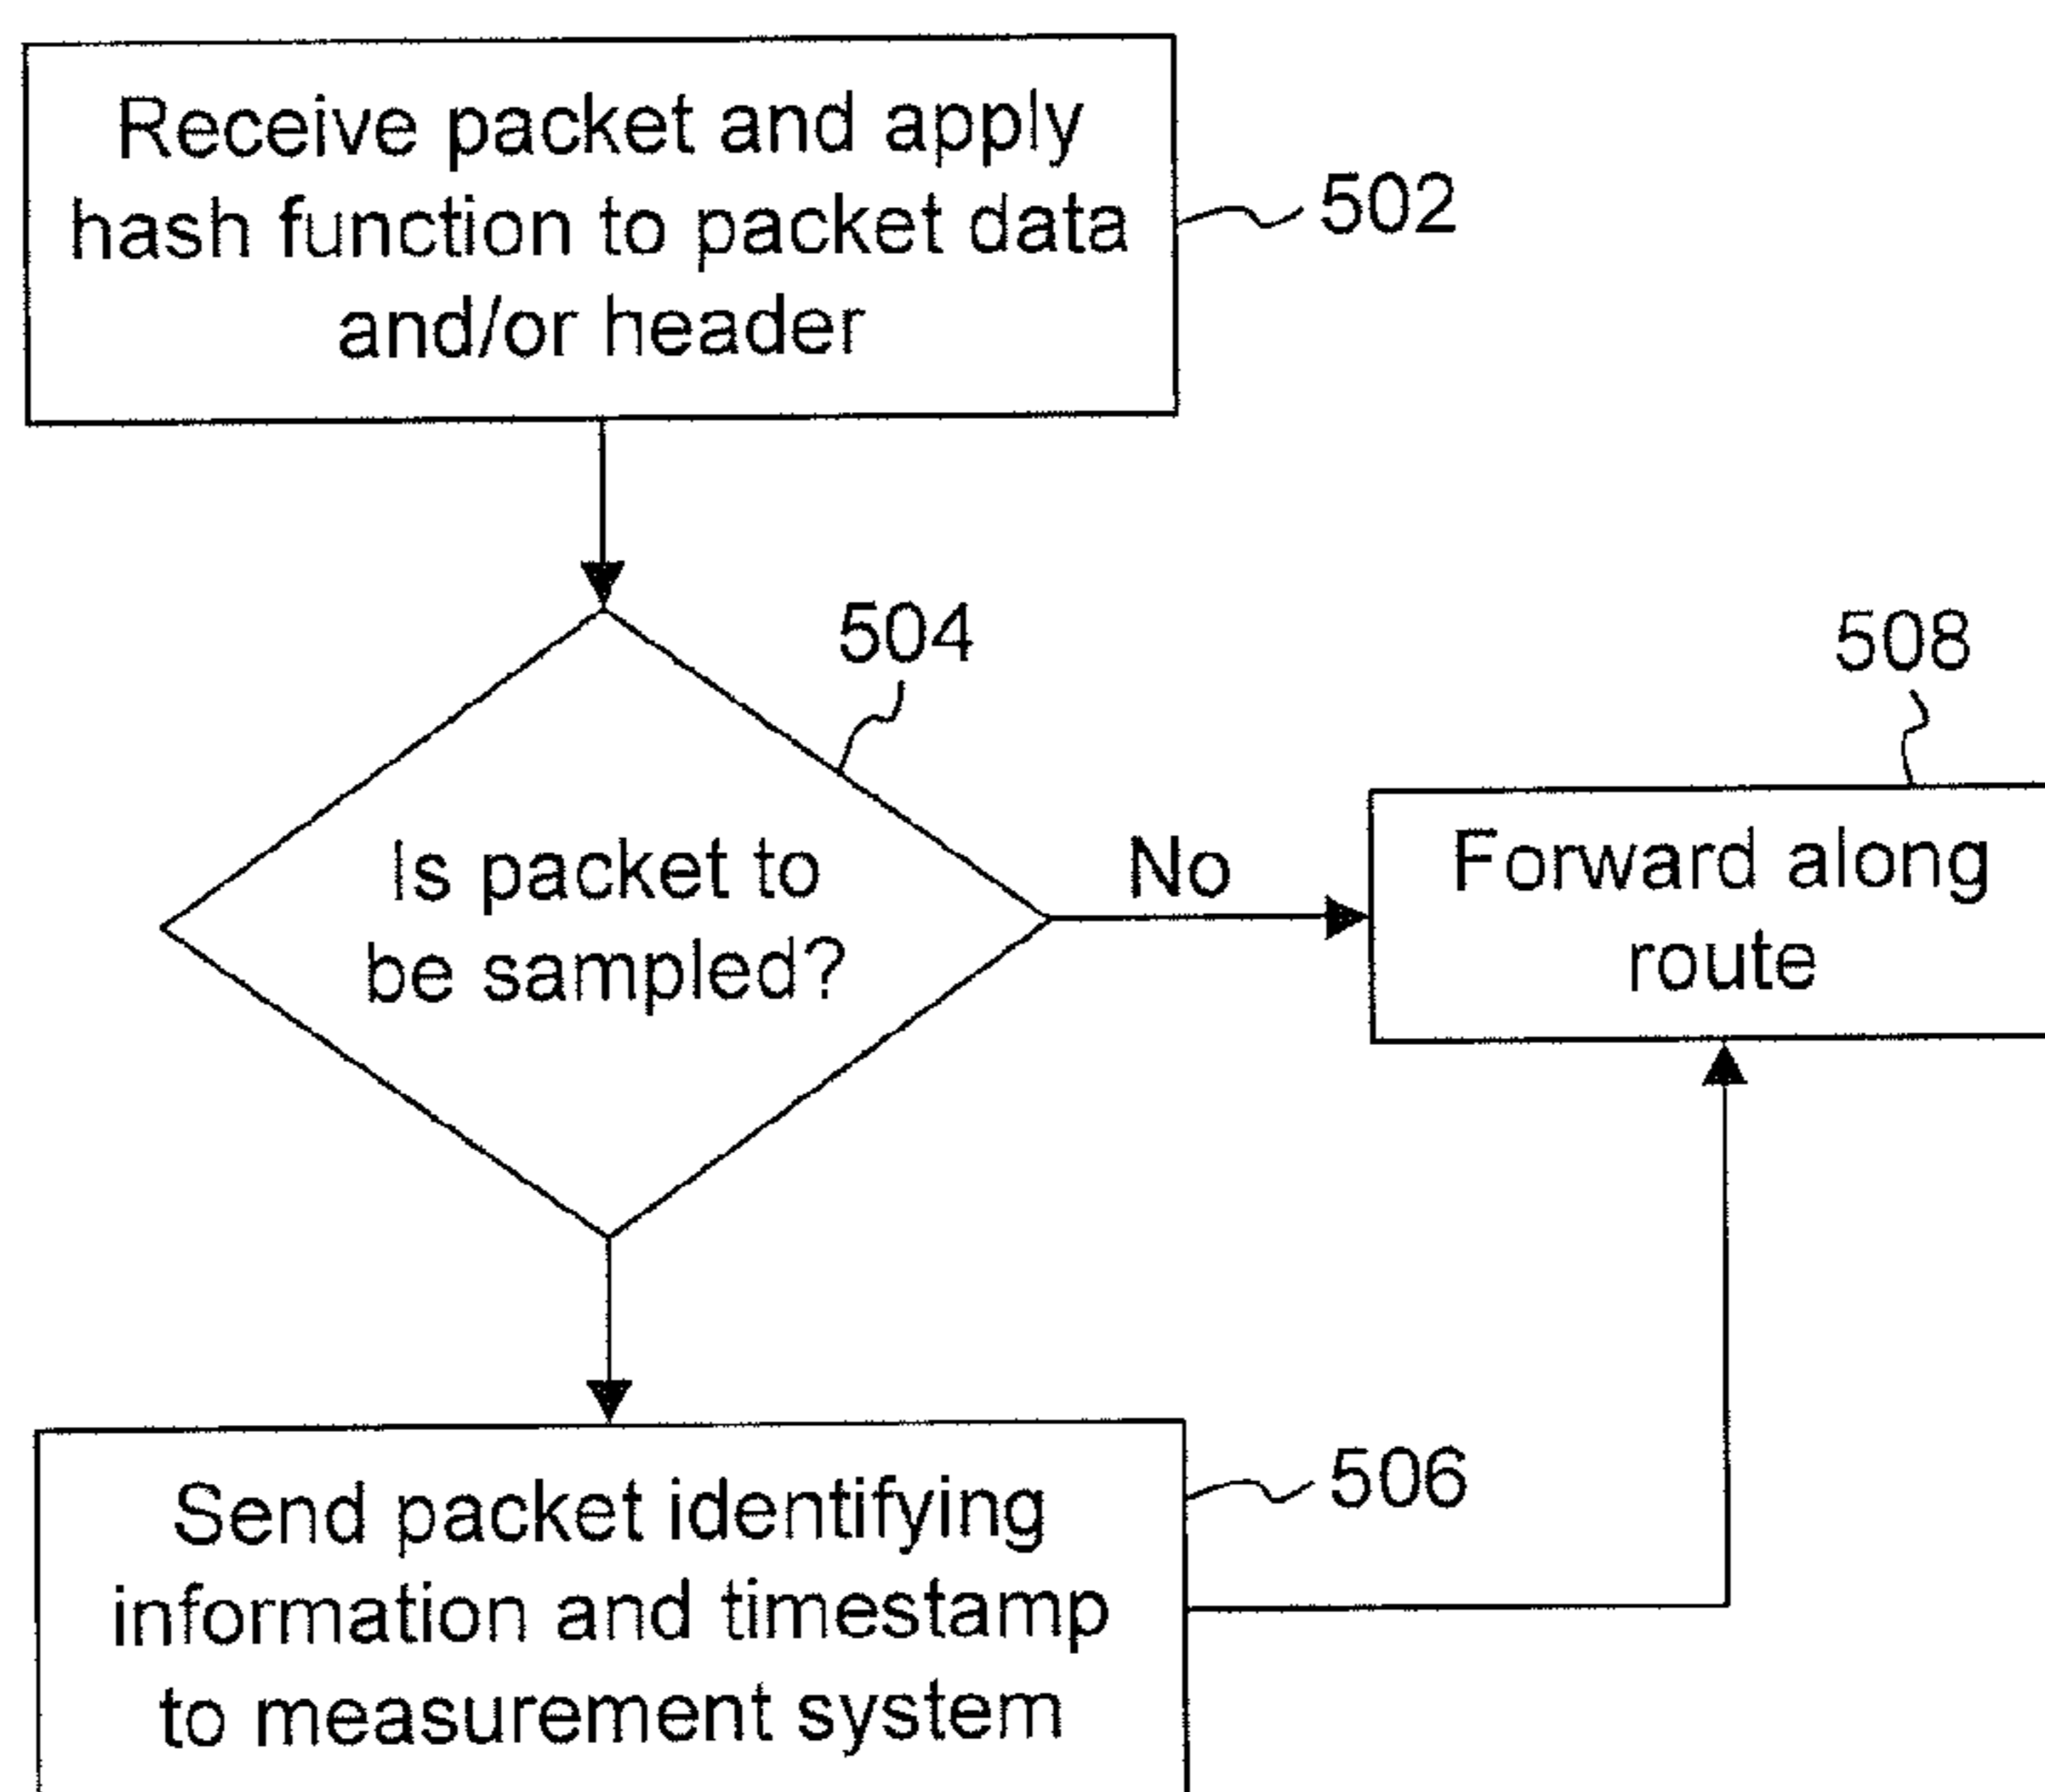 Receive packet and apply
hash function to packet data
and/or header
502
504
Is packet to
be sampled?
No
508
Forward along
route
506
Send packet identifying
information and timestamp
to measurement system